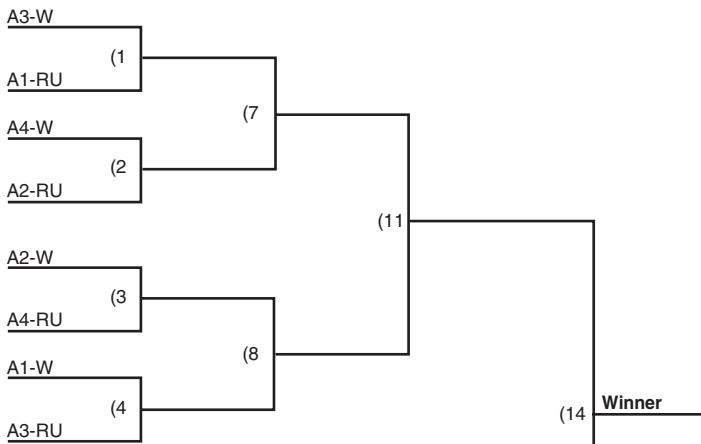 A3-W
(1
A1-RU
(7
A4-W
(2
A2-RU
(11
A2-W
(3
A4-RU
(8
A1-W
(4
A3-RU
Winner
(14